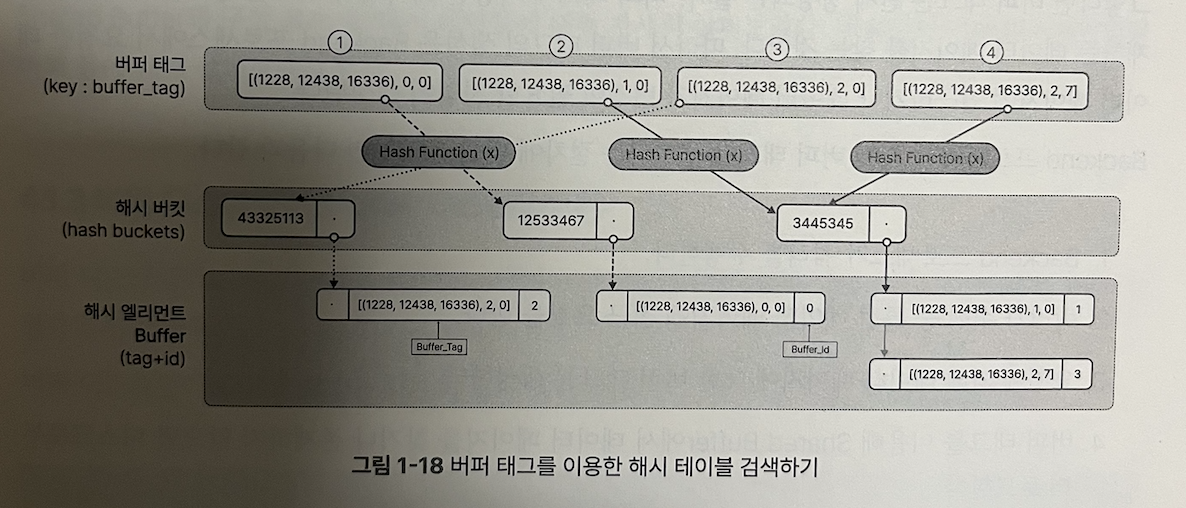 ① ② ③ ④
버퍼 태그
(key : buffer_tag)
[(1228, 12438, 16336), 0, 0] [(1228, 12438, 16336), 1, 0] [(1228, 12438, 16336), 2, 0] [(1228, 12438, 16336), 2, 7]
Hash Function (x) Hash Function (x) Hash Function (x)
해시 버킷
(hash buckets)
43325113 · 12533467 · 3445345 ·
해시 엘리먼트
Buffer
(tag+id)
· [(1228, 12438, 16336), 2, 0] 2 · [(1228, 12438, 16336), 0, 0] 0 · [(1228, 12438, 16336), 1, 0] 1
Buffer_Tag Buffer_id
· [(1228, 12438, 16336), 2, 7] 3
그림 1-18 버퍼 태그를 이용한 해시 테이블 검색하기